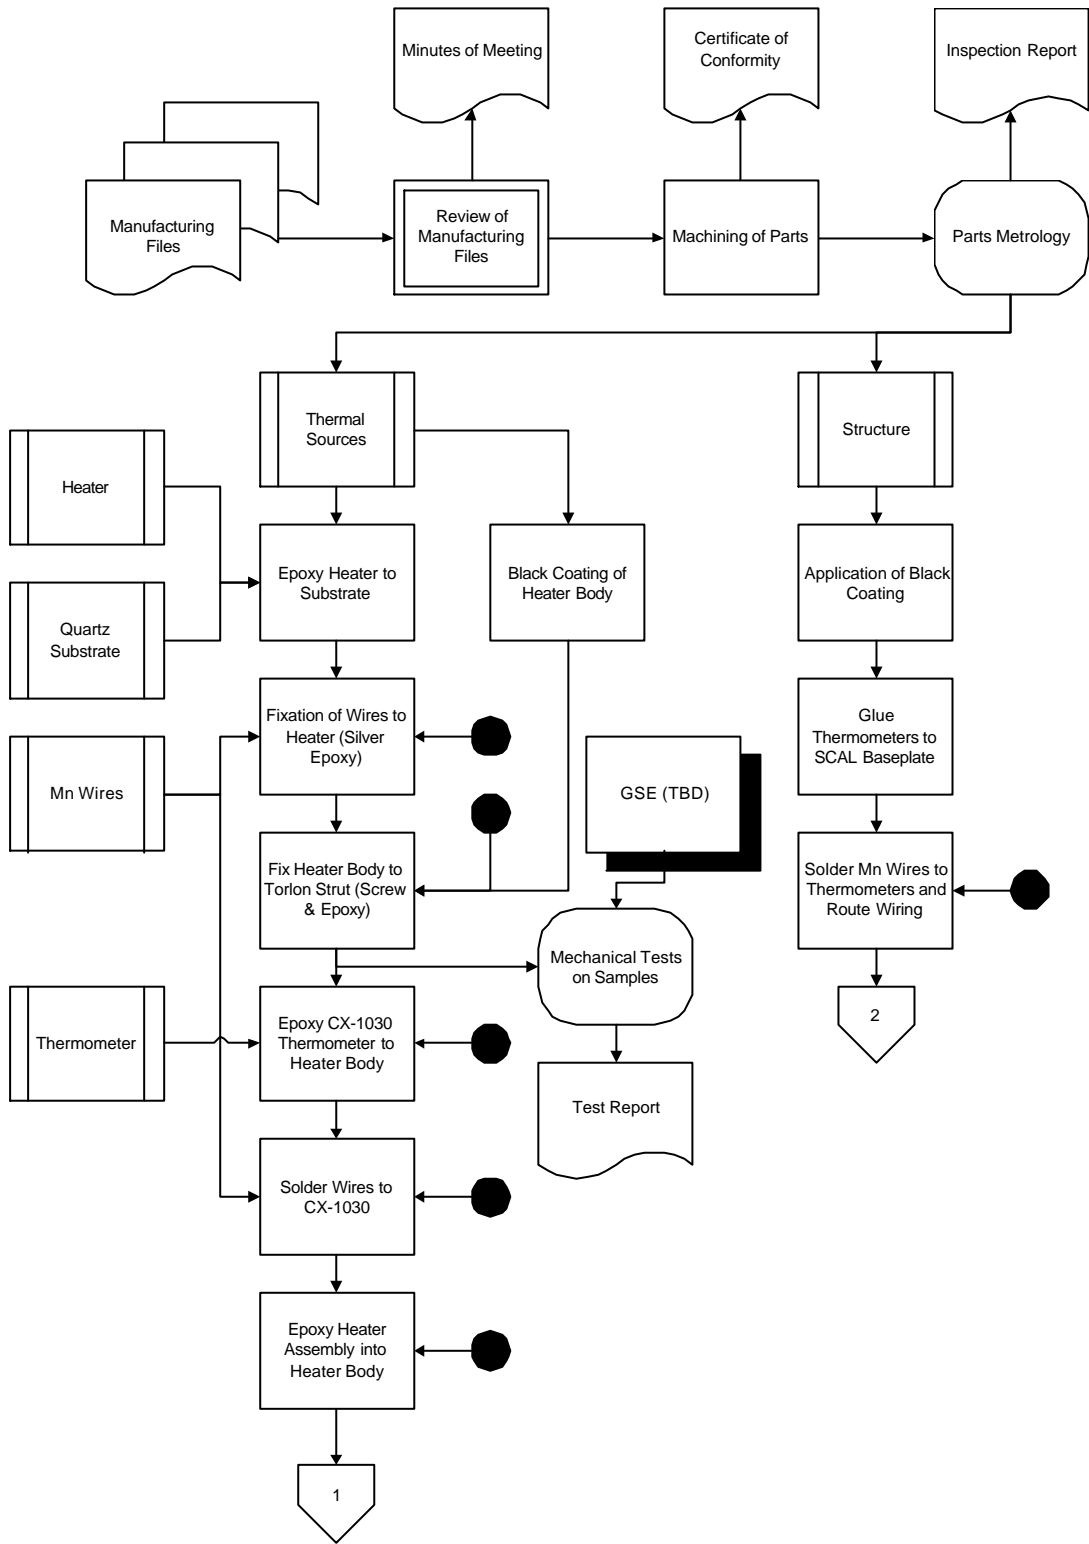 Minutes of Meeting
Certificate of
Conformity
Inspection Report
Manufacturing
Files
Review of
Manufacturing
Files
Machining of Parts
Parts Metrology
Thermal
Sources
Structure
Heater
Epoxy Heater to
Substrate
Black Coating of
Heater Body
Application of Black
Coating
Quartz
Substrate
Fixation of Wires to
Heater (Silver
Epoxy)
Glue
Thermometers to
SCAL Baseplate
Mn Wires
GSE (TBD)
Fix Heater Body to
Torlon Strut (Screw
& Epoxy)
Solder Mn Wires to
Thermometers and
Route Wiring
Mechanical Tests
on Samples
2
Thermometer
Epoxy CX-1030
Thermometer to
Heater Body
Test Report
Solder Wires to
CX-1030
Epoxy Heater
Assembly into
Heater Body
1